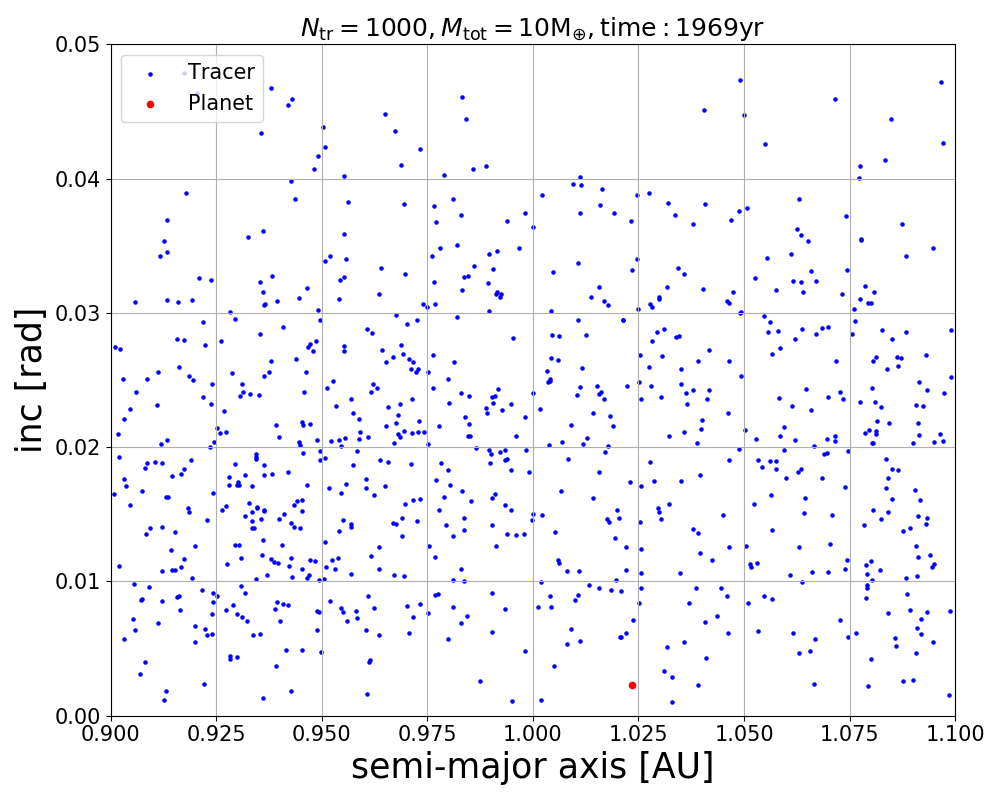 N_tr = 1000, M_tot = 10M_⊕, time : 1969yr
0.05
Tracer
Planet
0.04
0.03
0.02
0.01
0.00
inc [rad]
0.900 0.925 0.950 0.975 1.000 1.025 1.050 1.075 1.100
semi-major axis [AU]